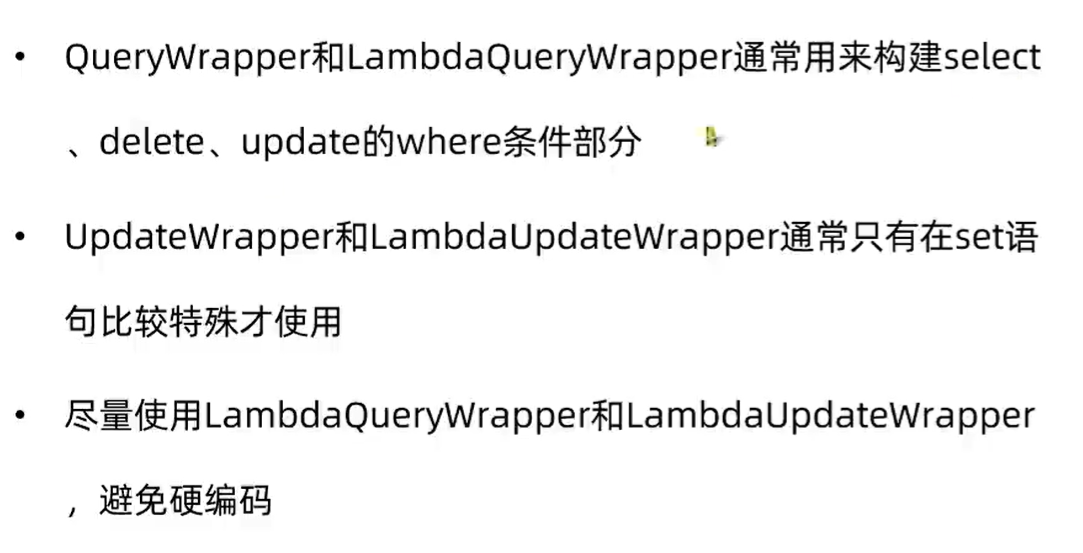 • QueryWrapper和LambdaQueryWrapper通常用来构建select
、delete、update的where条件部分
• UpdateWrapper和LambdaUpdateWrapper通常只有在set语
句比较特殊才使用
• 尽量使用LambdaQueryWrapper和LambdaUpdateWrapper
，避免硬编码